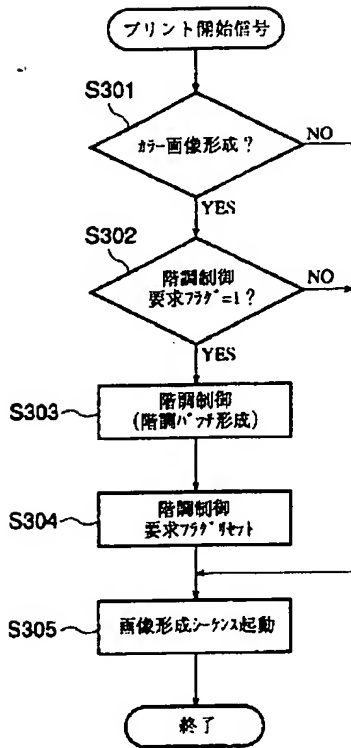 プリント開始信号
S301
カラー画像形成?
NO
YES
S302
階調制御
要求フラグ=1?
NO
YES
S303
階調制御
(階調パッチ形成)
S304
階調制御
要求フラグリセット
S305
画像形成シーケンス起動
終了